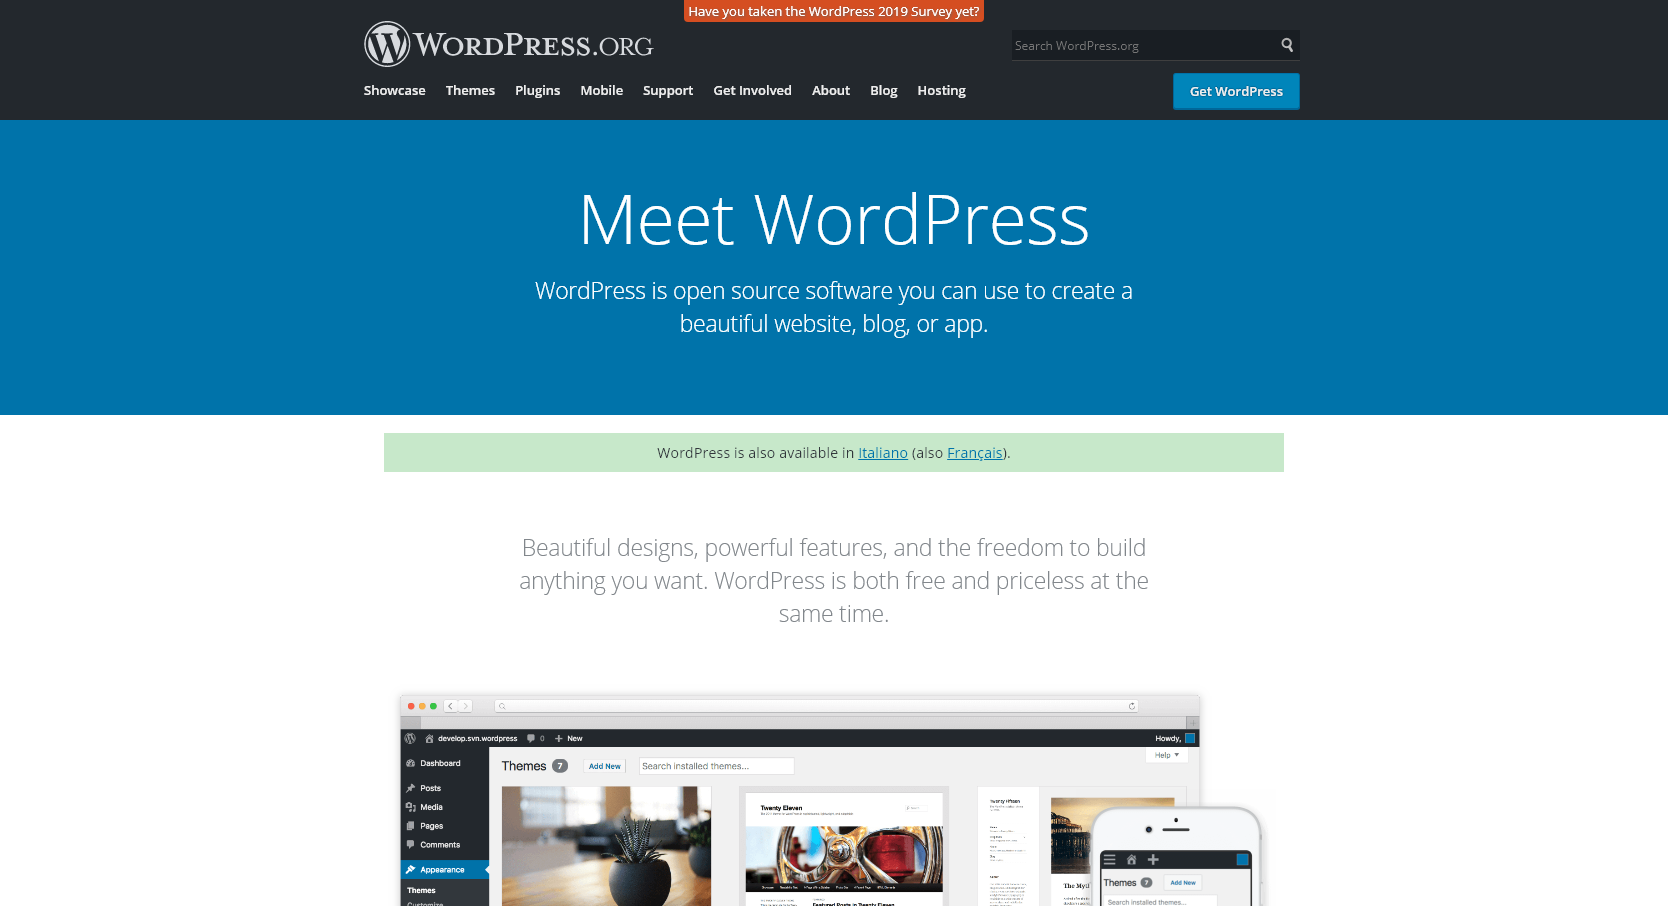 Have you taken the WordPress 2019 Survey yet?
WORDPRESS.ORG
Search WordPress.org
Showcase Themes Plugins Mobile Support Get Involved About Blog Hosting
Get WordPress
Meet WordPress
WordPress is open source software you can use to create a
beautiful website, blog, or app.
WordPress is also available in Italiano (also Français).
Beautiful designs, powerful features, and the freedom to build
anything you want. WordPress is both free and priceless at the
same time.
develop.svn.wordpress 0 New
Howdy,
Help
Dashboard
Posts
Media
Pages
Comments
Appearance
Themes
Customize
Themes 7 Add New Search installed themes...
Twenty Eleven
Featured Posts in Twenty Eleven
Twenty Fifteen
The Myth
Themes 7 Add New
Search installed themes...